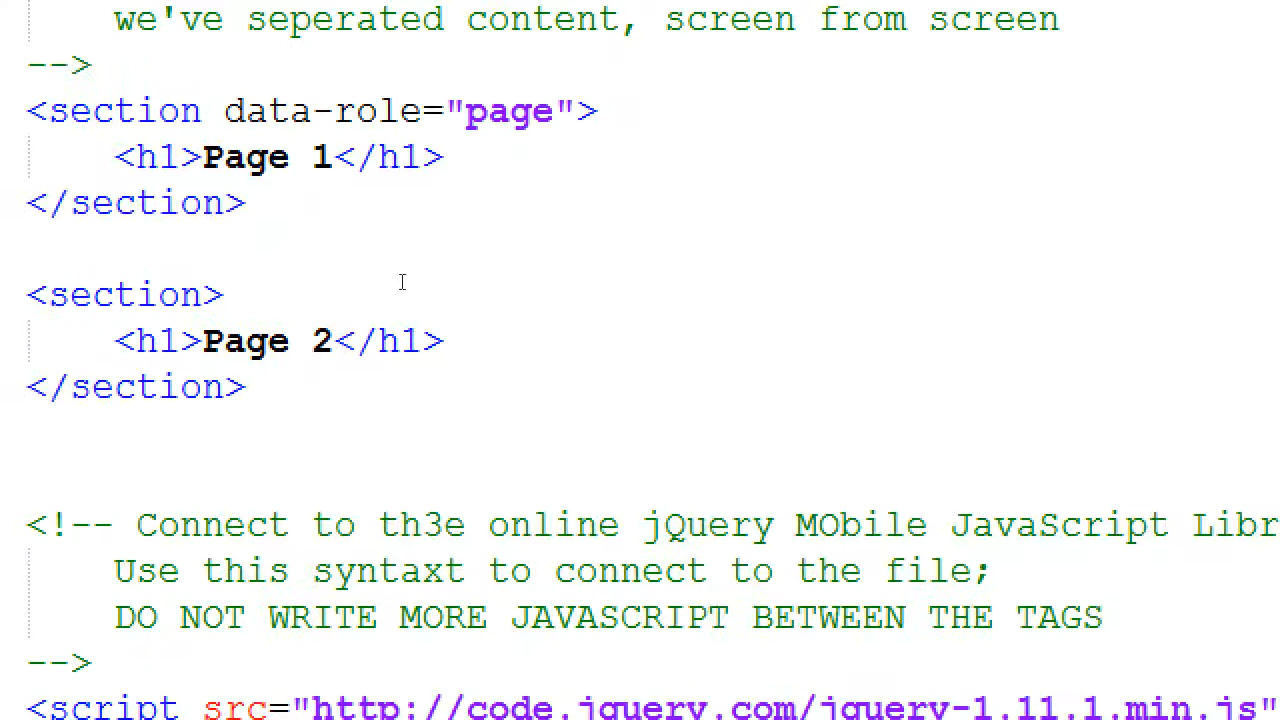 we've seperated content, screen from screen
-->
<section data-role="page">
<h1>Page 1</h1>
</section>
<section>
<h1>Page 2</h1>
</section>
<!-- Connect to th3e online jQuery MObile JavaScript Libr
Use this syntaxt to connect to the file;
DO NOT WRITE MORE JAVASCRIPT BETWEEN THE TAGS
-->
<script src="http://code.jquery.com/jquery-1.11.1.min.js"